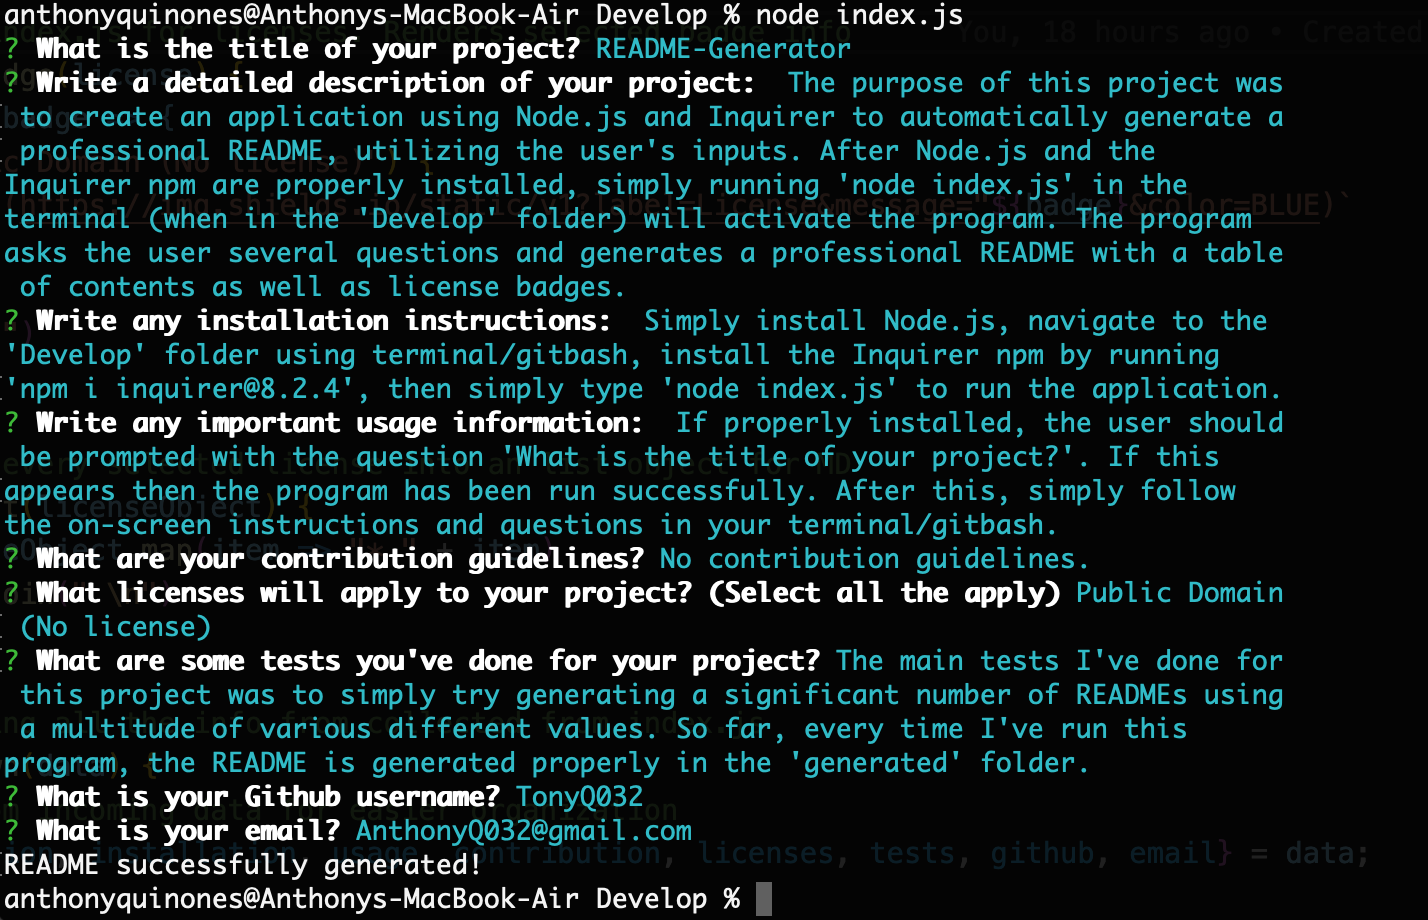 anthonyquinones@Anthonys-MacBook-Air Develop % node index.js
? What is the title of your project? README-Generator
? Write a detailed description of your project:  The purpose of this project was
 to create an application using Node.js and Inquirer to automatically generate a
 professional README, utilizing the user's inputs. After Node.js and the
Inquirer npm are properly installed, simply running 'node index.js' in the
terminal (when in the 'Develop' folder) will activate the program. The program
asks the user several questions and generates a professional README with a table
 of contents as well as license badges.
? Write any installation instructions:  Simply install Node.js, navigate to the
'Develop' folder using terminal/gitbash, install the Inquirer npm by running
'npm i inquirer@8.2.4', then simply type 'node index.js' to run the application.
? Write any important usage information:  If properly installed, the user should
 be prompted with the question 'What is the title of your project?'. If this
appears then the program has been run successfully. After this, simply follow
the on-screen instructions and questions in your terminal/gitbash.
? What are your contribution guidelines? No contribution guidelines.
? What licenses will apply to your project? (Select all the apply) Public Domain
 (No license)
? What are some tests you've done for your project? The main tests I've done for
 this project was to simply try generating a significant number of READMEs using
 a multitude of various different values. So far, every time I've run this
program, the README is generated properly in the 'generated' folder.
? What is your Github username? TonyQ032
? What is your email? AnthonyQ032@gmail.com
README successfully generated!
anthonyquinones@Anthonys-MacBook-Air Develop %
You, 18 hours ago • Created
&message=
&color=BLUE)`
contribution, licenses, tests, github, email} = data;